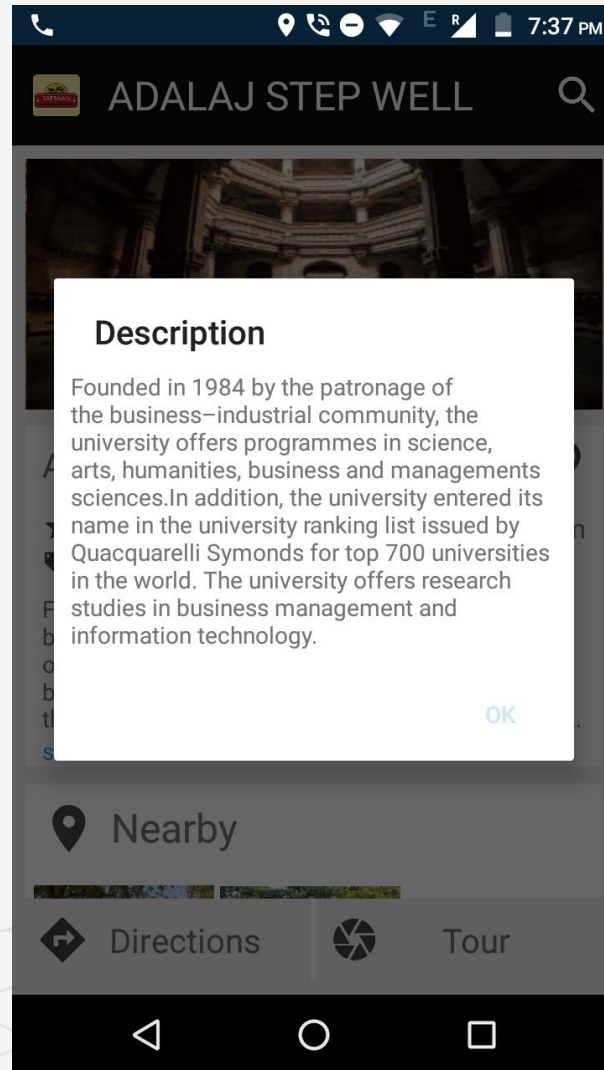 E R 7:37 PM
SAFRAAN
ADALAJ STEP WELL
Description
Founded in 1984 by the patronage of
the business–industrial community, the
university offers programmes in science,
arts, humanities, business and managements
sciences.In addition, the university entered its
name in the university ranking list issued by
Quacquarelli Symonds for top 700 universities
in the world. The university offers research
studies in business management and
information technology.
OK
Nearby
Directions Tour